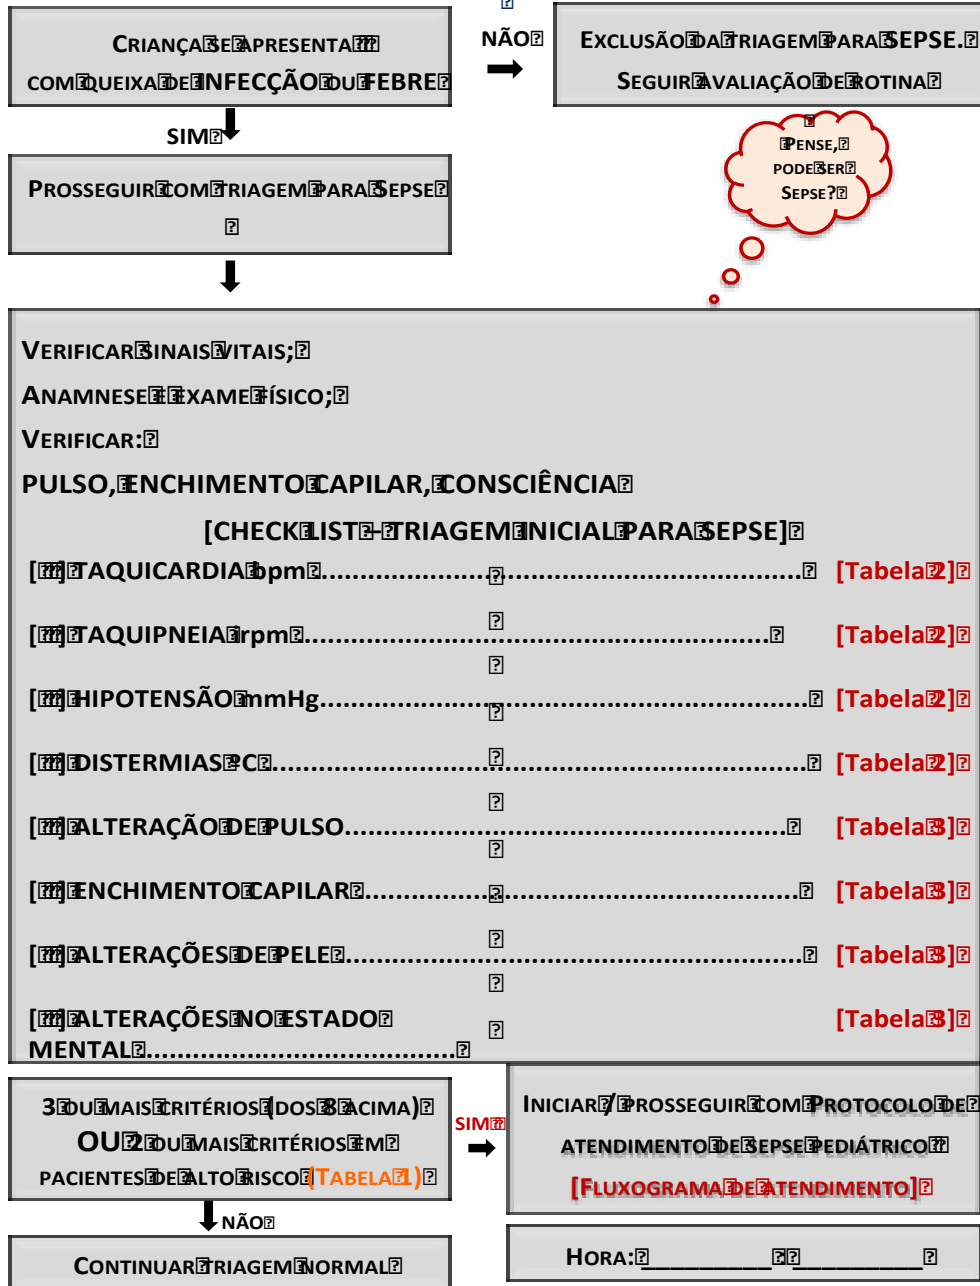 CRIANÇA SE APRESENTA
COM QUEIXA DE INFECÇÃO OU FEBRE
NÃO
EXCLUSÃO DA TRIAGEM PARA SEPSE.
SEGUIR AVALIAÇÃO DE ROTINA
SIM
PROSSEGUIR COM TRIAGEM PARA SEPSE
PENSE,
PODE SER
SEPSE?
VERIFICAR SINAIS VITAIS;
ANAMNESE E EXAME FÍSICO;
VERIFICAR:
PULSO, ENCHIMENTO CAPILAR, CONSCIÊNCIA
[CHECK LIST – TRIAGEM INICIAL PARA SEPSE]
[ ] TAQUICARDIA bpm........................................................................ [Tabela 2]
[ ] TAQUIPNEIA rpm.................................................................... [Tabela 2]
[ ] HIPOTENSÃO mmHg....................................................................... [Tabela 2]
[ ] DISTERMIAS ºC.............................................................................. [Tabela 2]
[ ] ALTERAÇÃO DE PULSO................................................................ [Tabela 3]
[ ] ENCHIMENTO CAPILAR................................................................ [Tabela 3]
[ ] ALTERAÇÕES DE PELE.................................................................... [Tabela 3]
[ ] ALTERAÇÕES NO ESTADO [Tabela 3]
MENTAL.............................................
3 OU MAIS CRITÉRIOS (DOS 8 ACIMA)
OU 2 OU MAIS CRITÉRIOS EM
PACIENTES DE ALTO RISCO (TABELA 1)
SIM
INICIAR / PROSSEGUIR COM PROTOCOLO DE
ATENDIMENTO DE SEPSE PEDIÁTRICO
[FLUXOGRAMA DE ATENDIMENTO]
NÃO
CONTINUAR TRIAGEM NORMAL
HORA: __________ __________